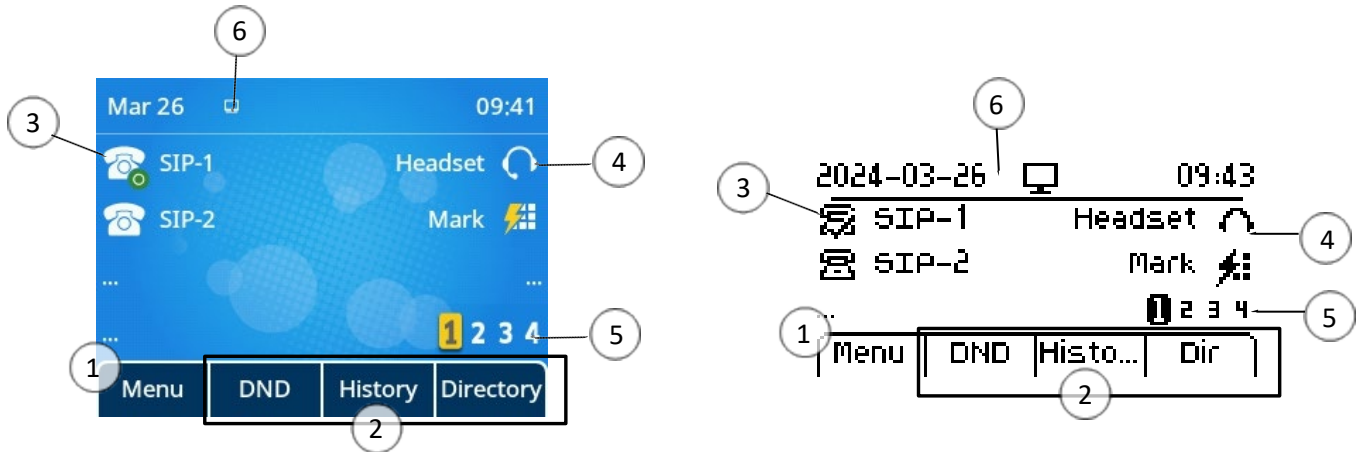 6
Mar 26 09:41
3
SIP-1 Headset
4
SIP-2 Mark
... ...
... 1 2 3 4
5
1
Menu DND History Directory
2
6
2024-03-26 09:43
3
SIP-1 Headset
4
SIP-2 Mark
... 1 2 3 4
5
1
Menu DND Histo... Dir
2